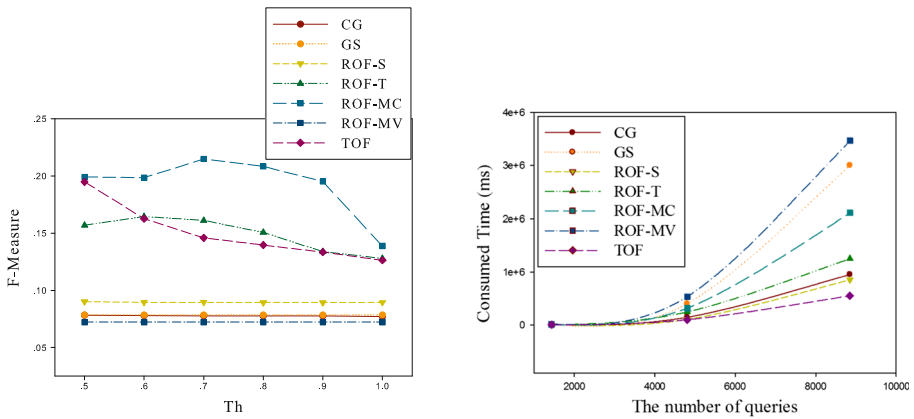 CG
GS
ROF-S
ROF-T
ROF-MC
ROF-MV
TOF
.25
.20
.15
.10
.05
F-Measure
.5 .6 .7 .8 .9 1.0
Th
4e+6
3e+6
2e+6
1e+6
0
Consumed Time (ms)
CG
GS
ROF-S
ROF-T
ROF-MC
ROF-MV
TOF
2000 4000 6000 8000 10000
The number of queries